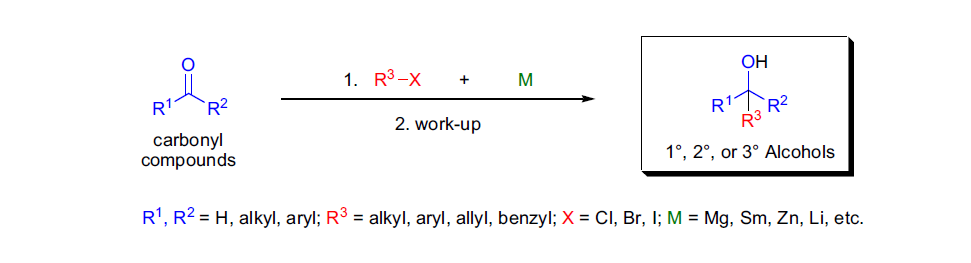 O
R¹ R²
carbonyl
compounds
1. R³–X + M
2. work-up
OH
R¹ R²
R³
1°, 2°, or 3° Alcohols
R¹, R² = H, alkyl, aryl; R³ = alkyl, aryl, allyl, benzyl; X = Cl, Br, I; M = Mg, Sm, Zn, Li, etc.